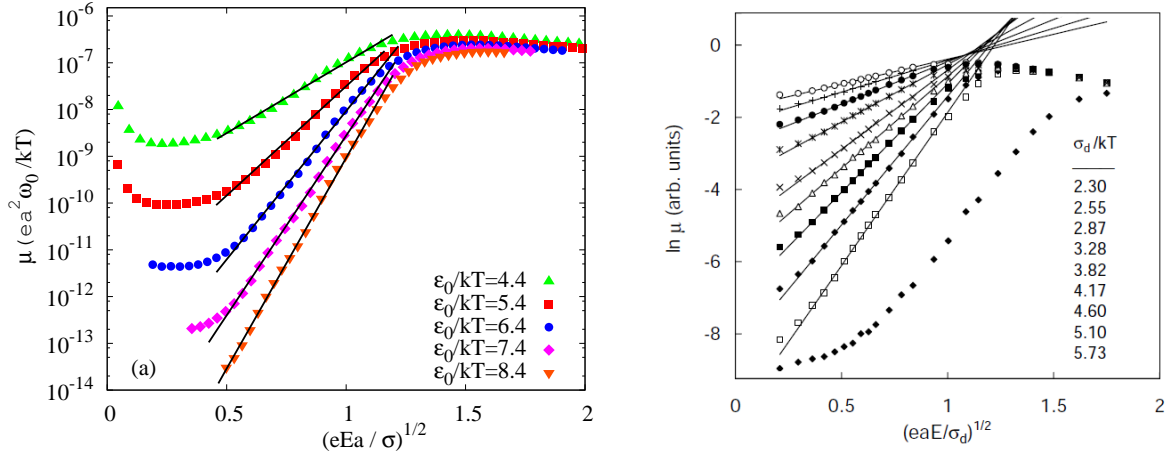 (a)
μ (ea²ω₀/kT)
10⁻⁶
10⁻⁷
10⁻⁸
10⁻⁹
10⁻¹⁰
10⁻¹¹
10⁻¹²
10⁻¹³
10⁻¹⁴
ε₀/kT=4.4
ε₀/kT=5.4
ε₀/kT=6.4
ε₀/kT=7.4
ε₀/kT=8.4
0 0.5 1 1.5 2
(eEa / σ)^{1/2}
ln μ (arb. units)
0
-2
-4
-6
-8
σ_d/kT
2.30
2.55
2.87
3.28
3.82
4.17
4.60
5.10
5.73
0 0.5 1 1.5 2
(eaE/σ_d)^{1/2}